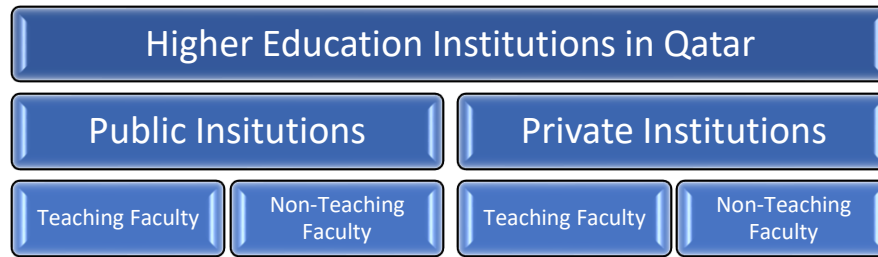 Higher Education Institutions in Qatar
Public Insitutions
Private Institutions
Teaching Faculty
Non-Teaching
Faculty
Teaching Faculty
Non-Teaching
Faculty